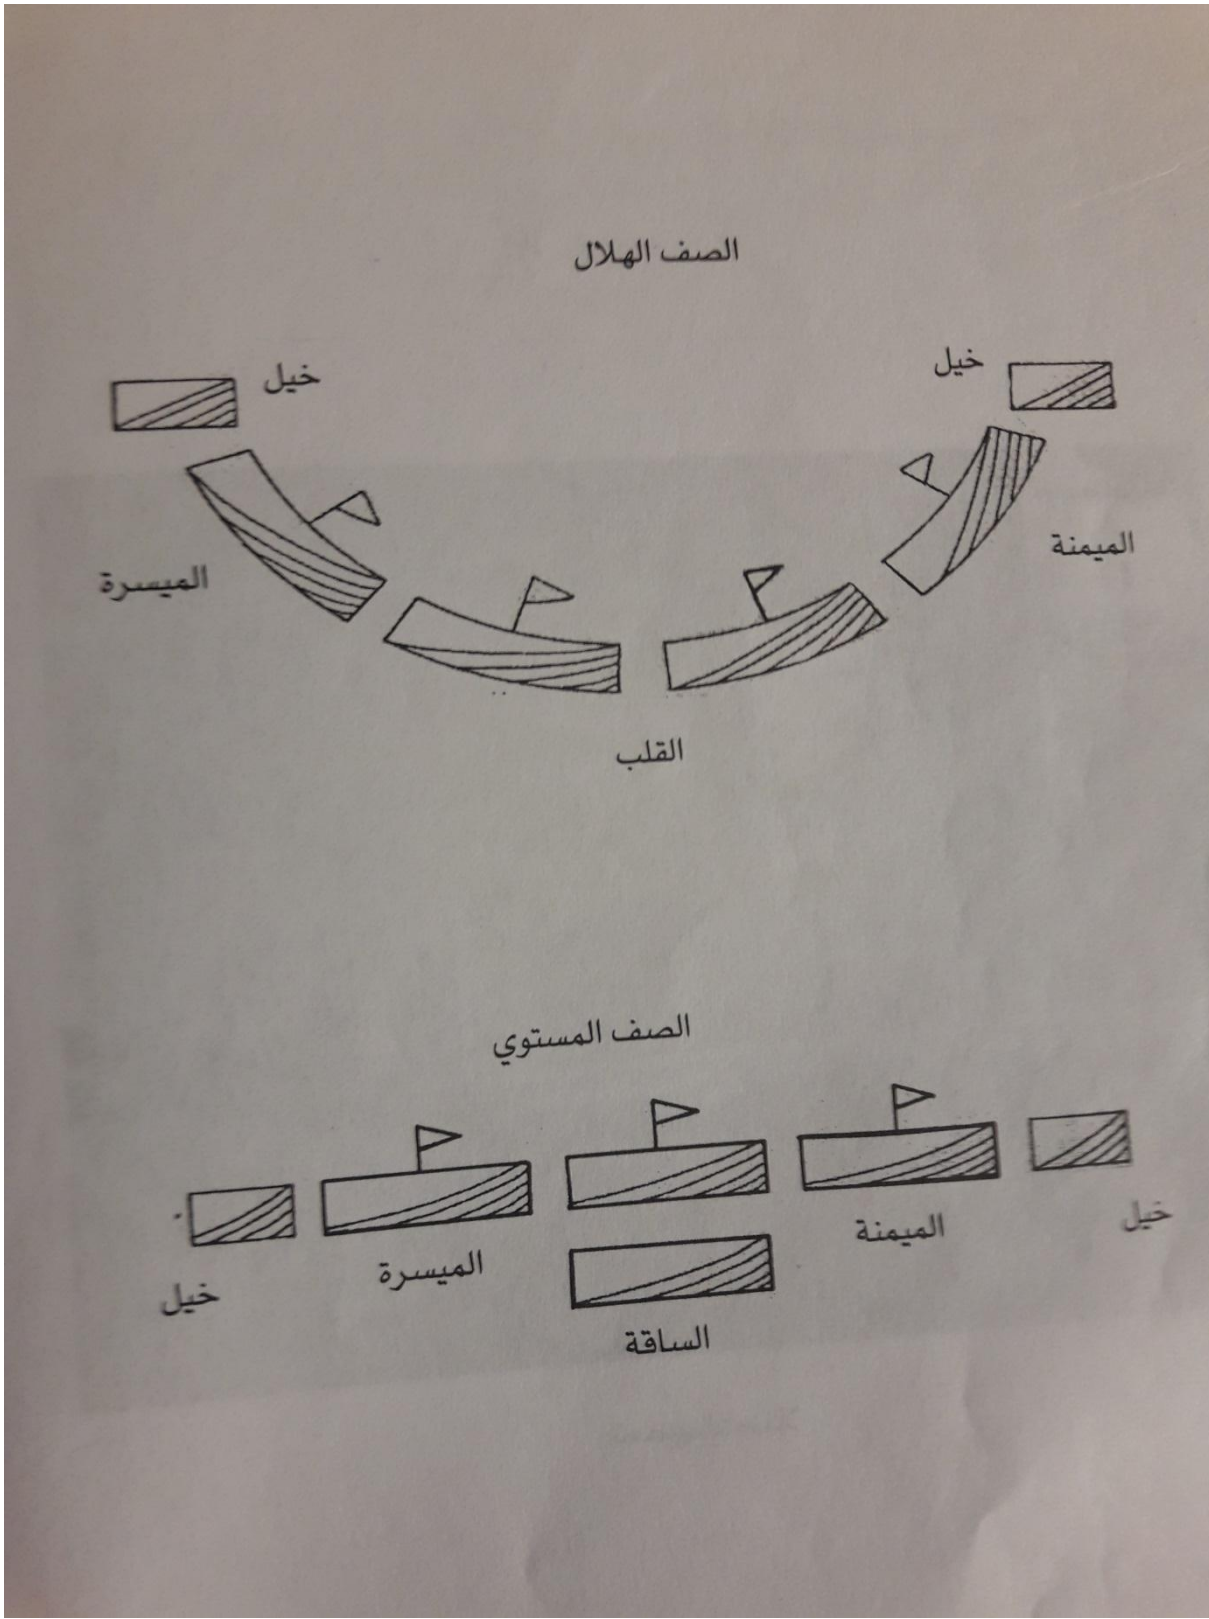 الصف الهلال
خيل
خيل
الميمنة
الميسرة
القلب
الصف المستوي
الميمنة
خيل
الميسرة
خيل
الساقة